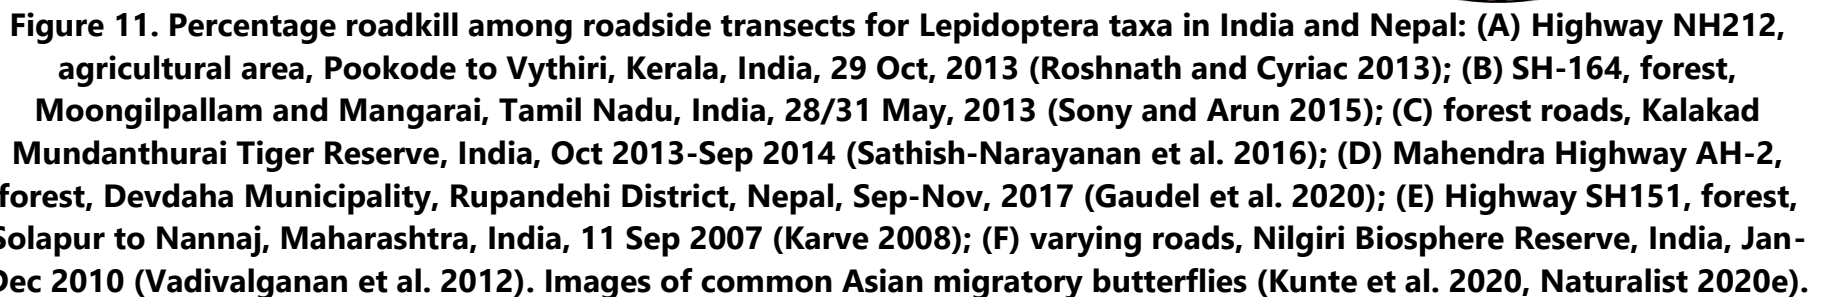 Figure 11. Percentage roadkill among roadside transects for Lepidoptera taxa in India and Nepal: (A) Highway NH212,
agricultural area, Pookode to Vythiri, Kerala, India, 29 Oct, 2013 (Roshnath and Cyriac 2013); (B) SH-164, forest,
Moongilpallam and Mangarai, Tamil Nadu, India, 28/31 May, 2013 (Sony and Arun 2015); (C) forest roads, Kalakad
Mundanthurai Tiger Reserve, India, Oct 2013-Sep 2014 (Sathish-Narayanan et al. 2016); (D) Mahendra Highway AH-2,
forest, Devdaha Municipality, Rupandehi District, Nepal, Sep-Nov, 2017 (Gaudel et al. 2020); (E) Highway SH151, forest,
Solapur to Nannaj, Maharashtra, India, 11 Sep 2007 (Karve 2008); (F) varying roads, Nilgiri Biosphere Reserve, India, Jan-
Dec 2010 (Vadivalganan et al. 2012). Images of common Asian migratory butterflies (Kunte et al. 2020, Naturalist 2020e).